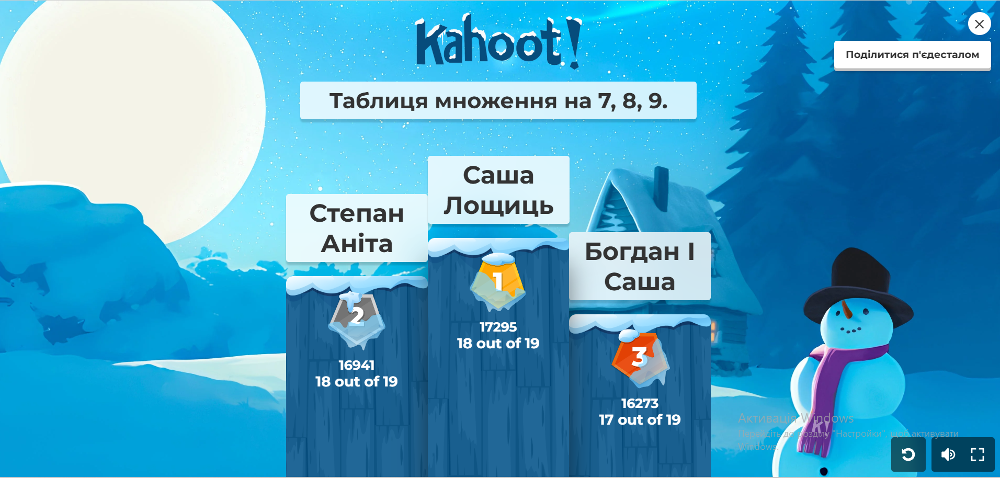 Kahoot!
Поділитися п'єдесталом
Таблиця множення на 7, 8, 9.
Саша
Лощиць
Степан
Аніта
Богдан І
Саша
1
17295
18 out of 19
2
16941
18 out of 19
3
16273
17 out of 19
K!
Активація Windows
Перейдіть до розділу "Настройки", щоб активувати
Windows.